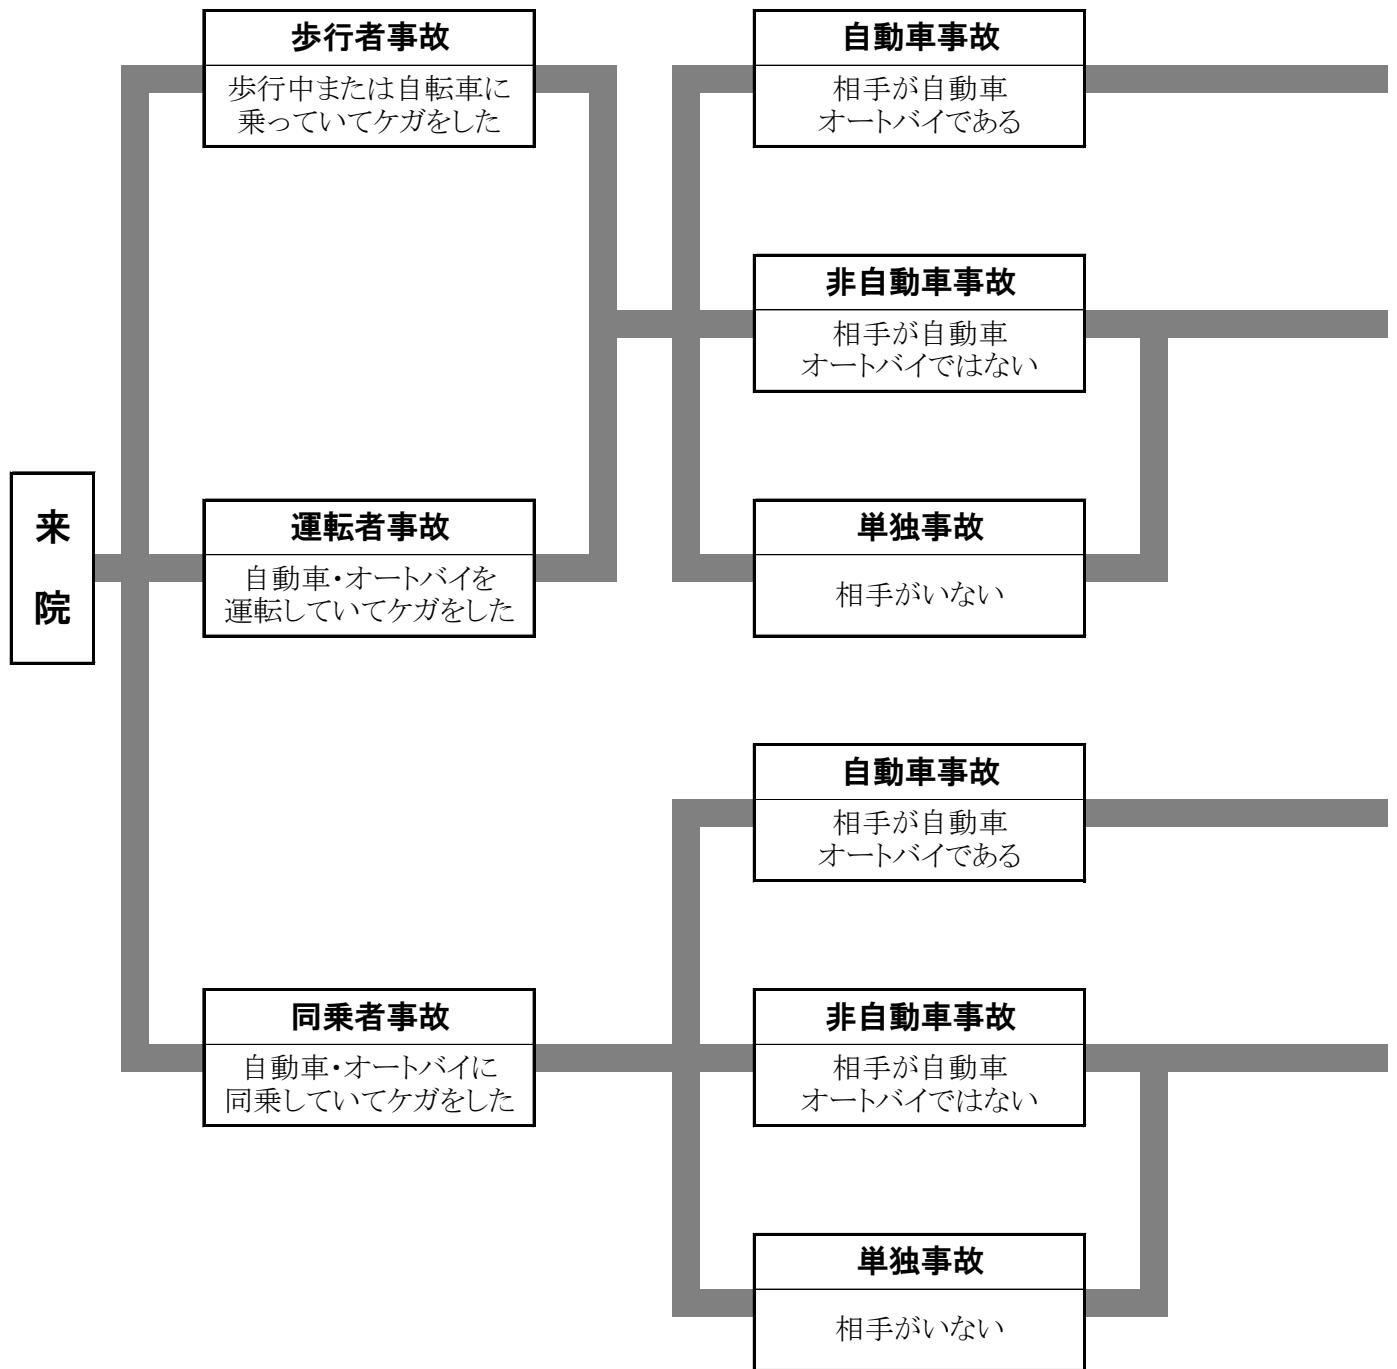 歩行者事故
歩行中または自転車に
乗っていてケガをした
自動車事故
相手が自動車
オートバイである
非自動車事故
相手が自動車
オートバイではない
来
院
運転者事故
自動車・オートバイを
運転していてケガをした
単独事故
相手がいない
自動車事故
相手が自動車
オートバイである
同乗者事故
自動車・オートバイに
同乗していてケガをした
非自動車事故
相手が自動車
オートバイではない
単独事故
相手がいない